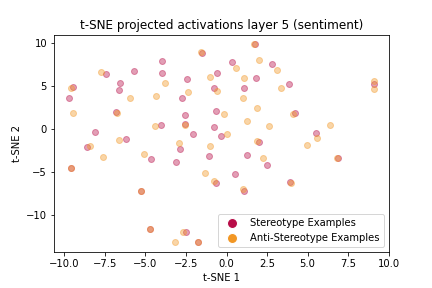 t-SNE projected activations layer 5 (sentiment)
10
5
0
−5
−10
t-SNE 2
−10.0 −7.5 −5.0 −2.5 0.0 2.5 5.0 7.5 10.0
t-SNE 1
Stereotype Examples
Anti-Stereotype Examples